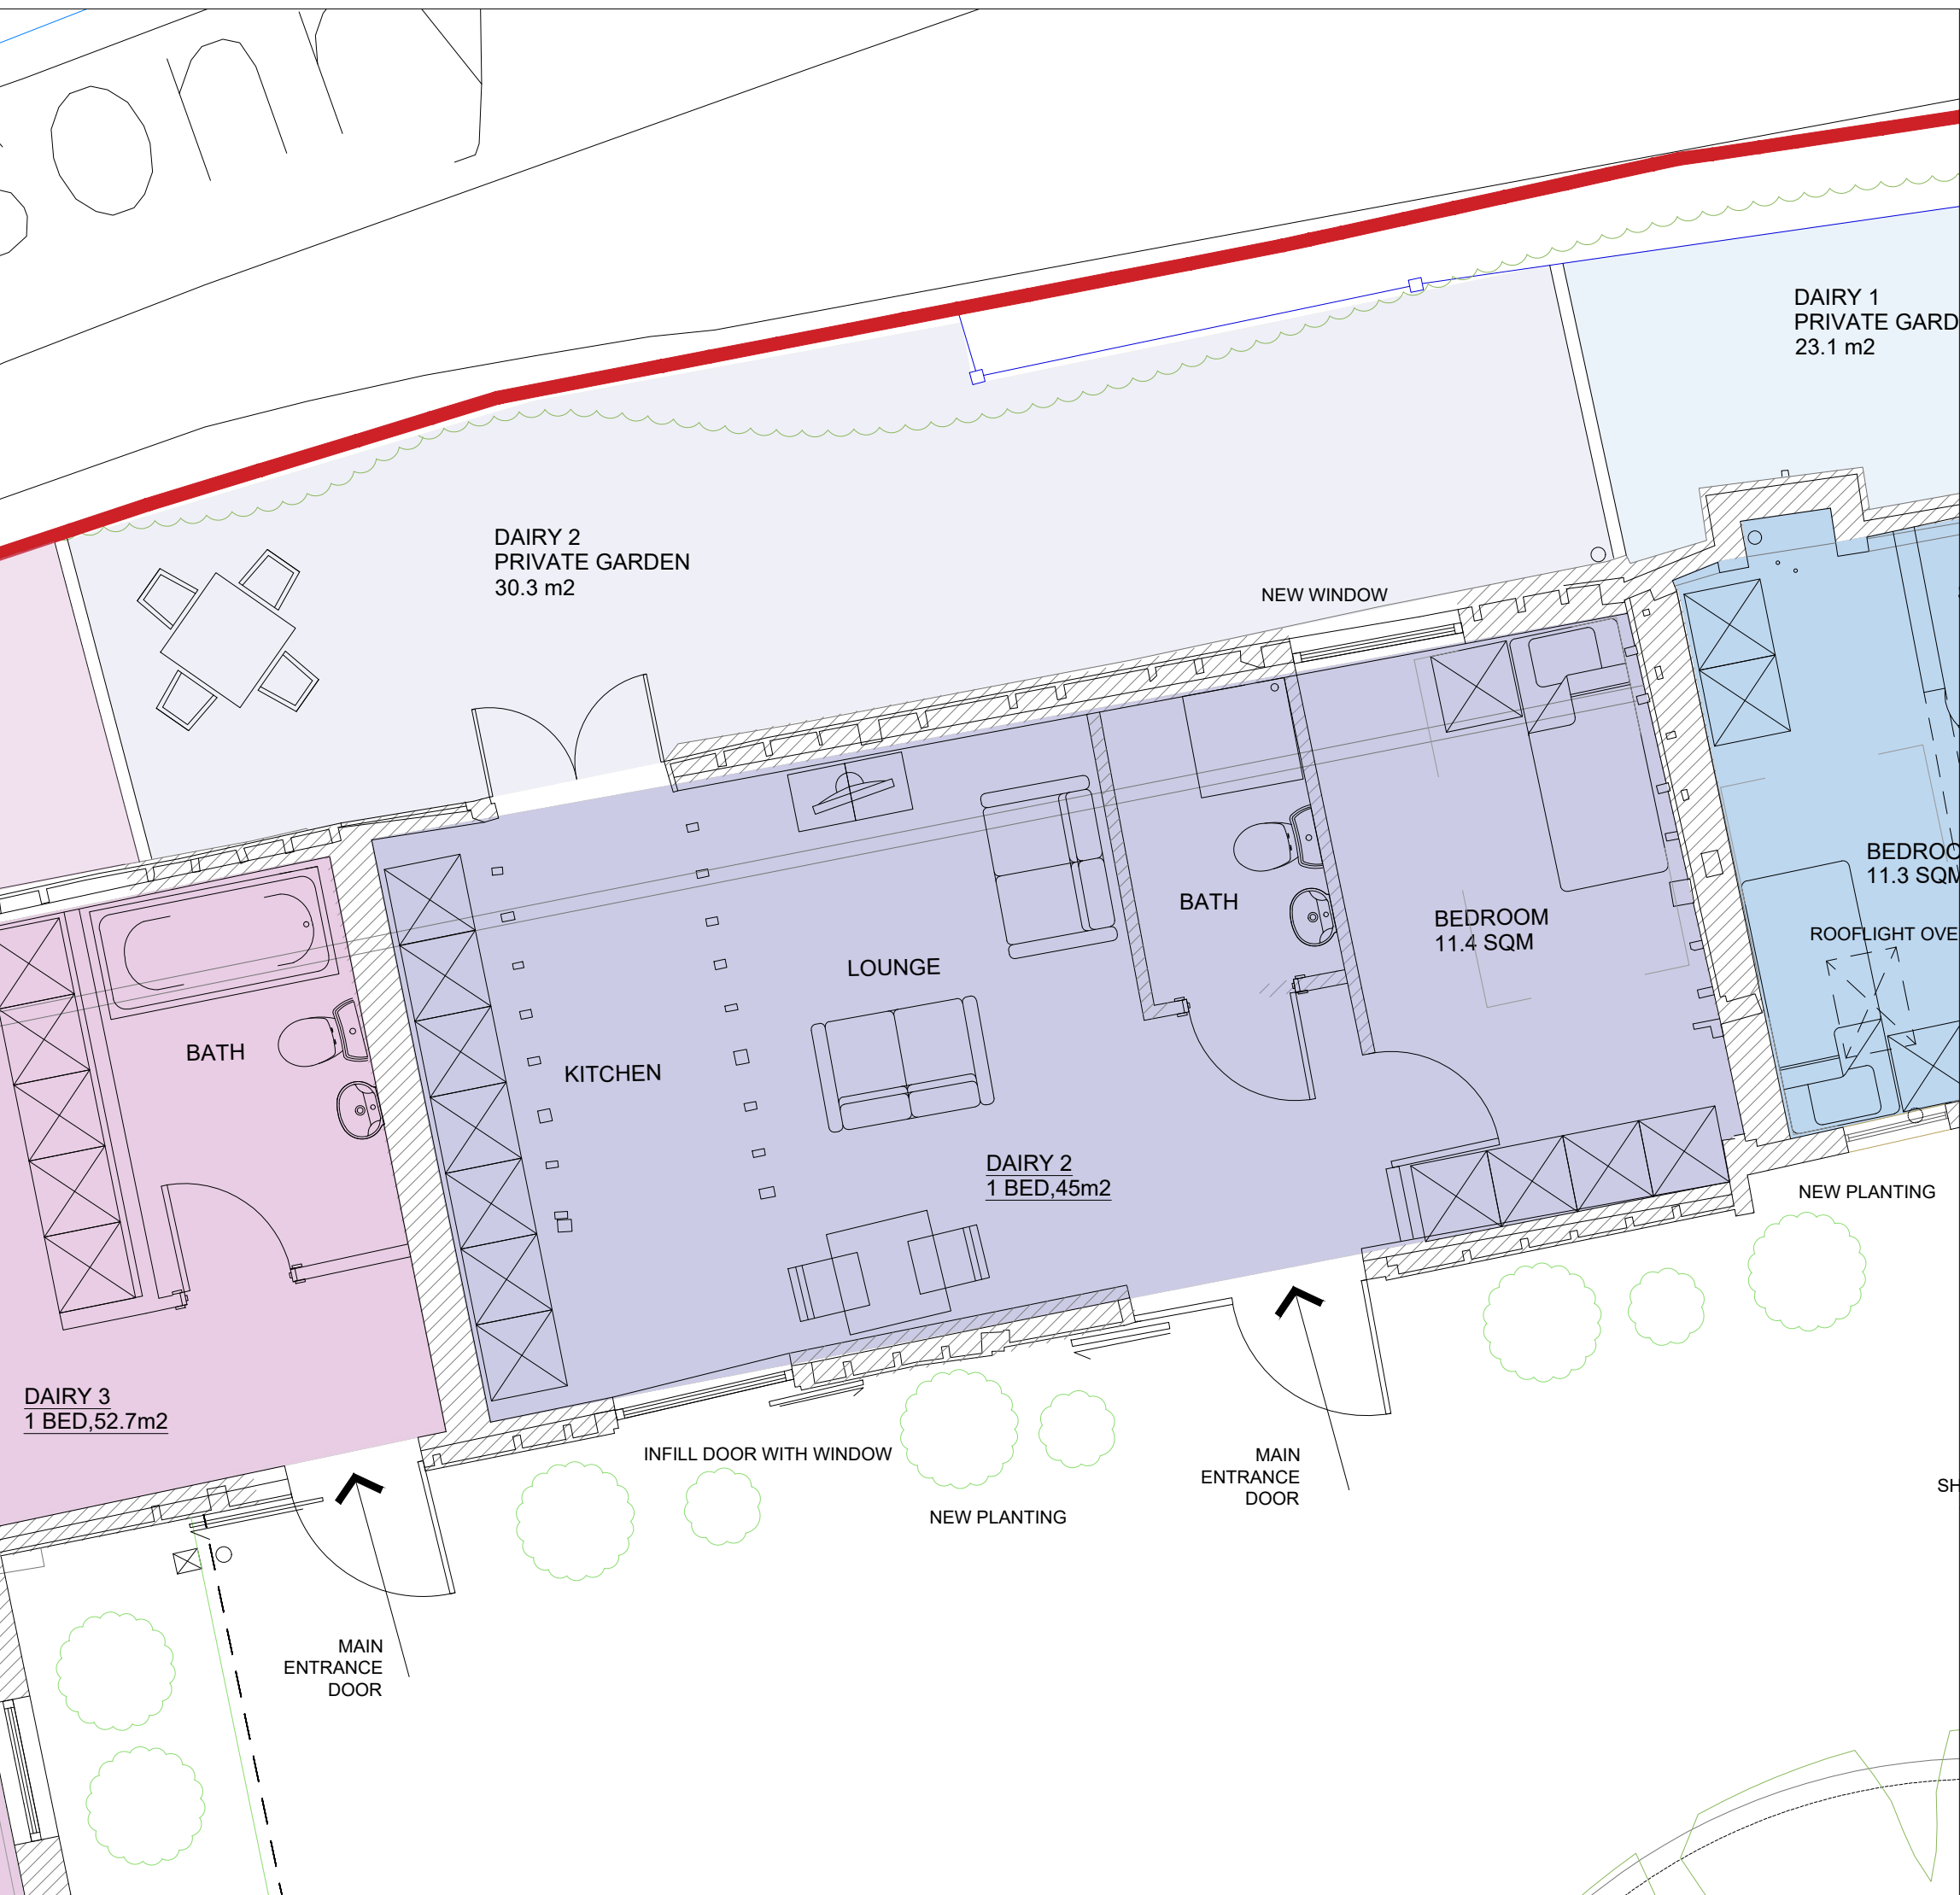 sonry
DAIRY 1
PRIVATE GARD
23.1 m2
DAIRY 2
PRIVATE GARDEN
30.3 m2
NEW WINDOW
BEDROO
11.3 SQM
ROOFLIGHT OVE
BATH
BEDROOM
11.4 SQM
LOUNGE
KITCHEN
BATH
DAIRY 2
1 BED,45m2
NEW PLANTING
DAIRY 3
1 BED,52.7m2
INFILL DOOR WITH WINDOW
MAIN
ENTRANCE
DOOR
NEW PLANTING
SH
MAIN
ENTRANCE
DOOR